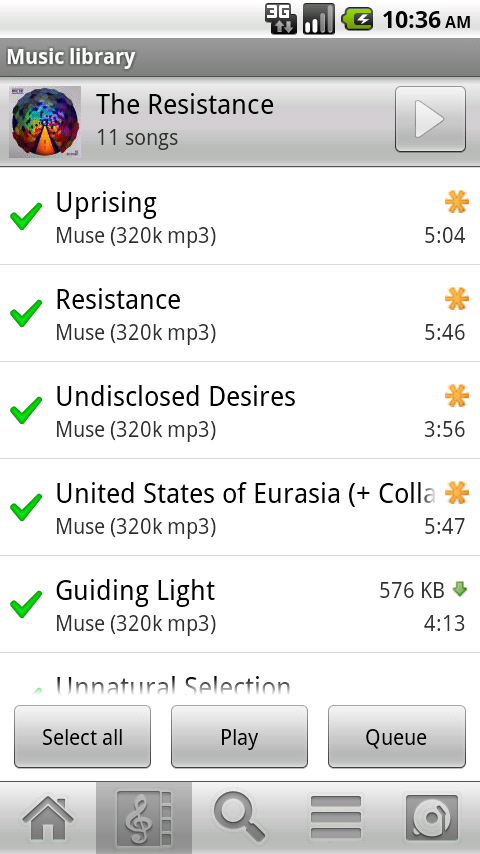 3G 10:36 AM
Music library
The Resistance
11 songs
Uprising
Muse (320k mp3) 5:04
Resistance
Muse (320k mp3) 5:46
Undisclosed Desires
Muse (320k mp3) 3:56
United States of Eurasia (+ Colla
Muse (320k mp3) 5:47
Guiding Light 576 KB
Muse (320k mp3) 4:13
Unnatural Selection
Select all Play Queue